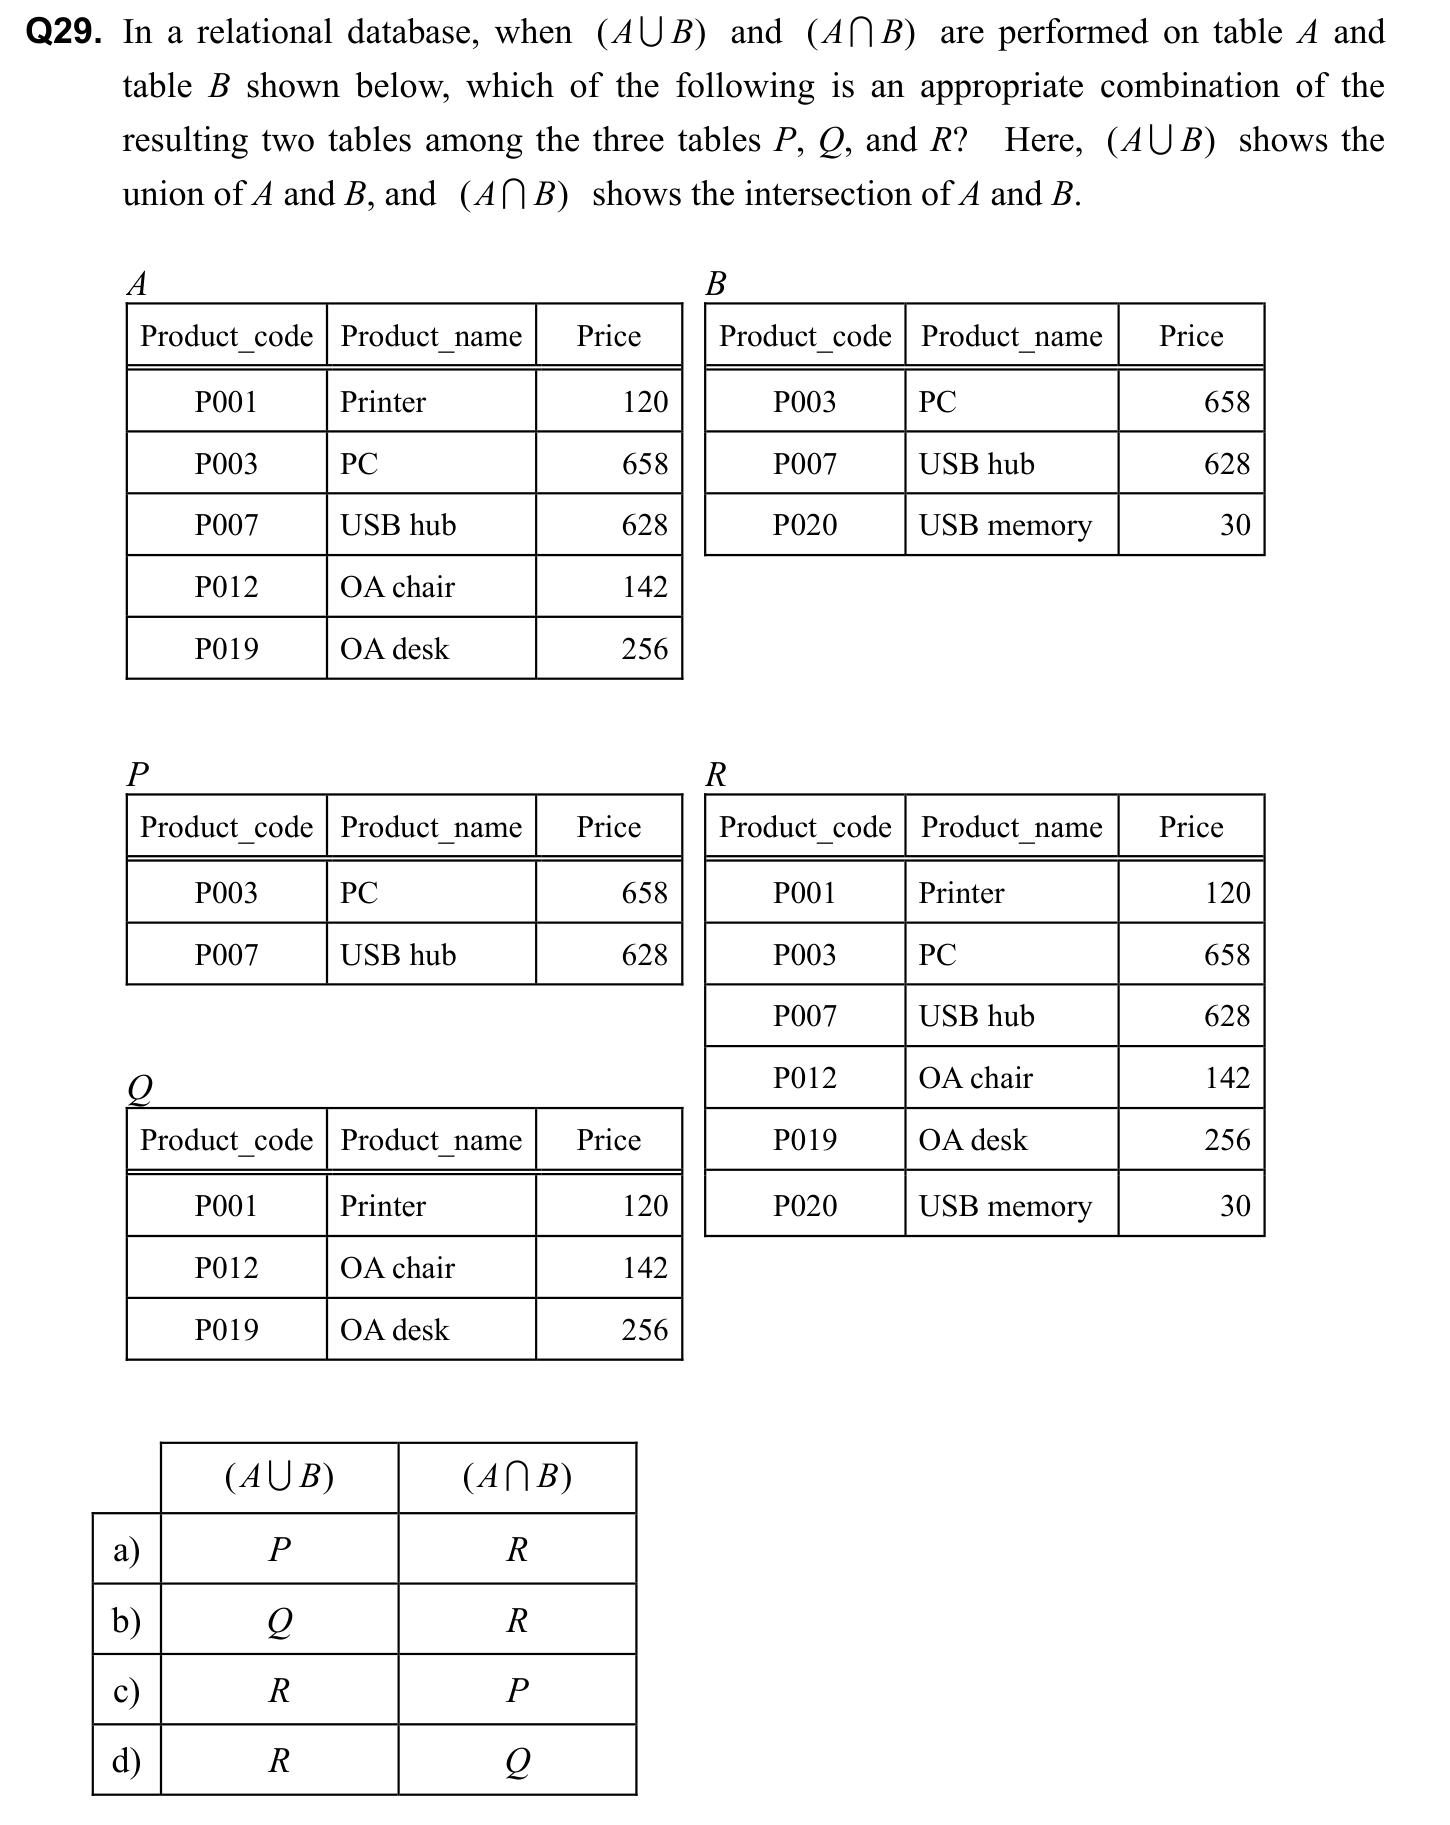 Q29. In a relational database, when (A⋃B) and (A⋂B) are performed on table A and
table B shown below, which of the following is an appropriate combination of the
resulting two tables among the three tables P, Q, and R? Here, (A⋃B) shows the
union of A and B, and (A⋂B) shows the intersection of A and B.
A
Product_code Product_name Price
P001 Printer 120
P003 PC 658
P007 USB hub 628
P012 OA chair 142
P019 OA desk 256
B
Product_code Product_name Price
P003 PC 658
P007 USB hub 628
P020 USB memory 30
P
Product_code Product_name Price
P003 PC 658
P007 USB hub 628
Q
Product_code Product_name Price
P001 Printer 120
P012 OA chair 142
P019 OA desk 256
R
Product_code Product_name Price
P001 Printer 120
P003 PC 658
P007 USB hub 628
P012 OA chair 142
P019 OA desk 256
P020 USB memory 30
(A⋃B) (A⋂B)
a) P R
b) Q R
c) R P
d) R Q